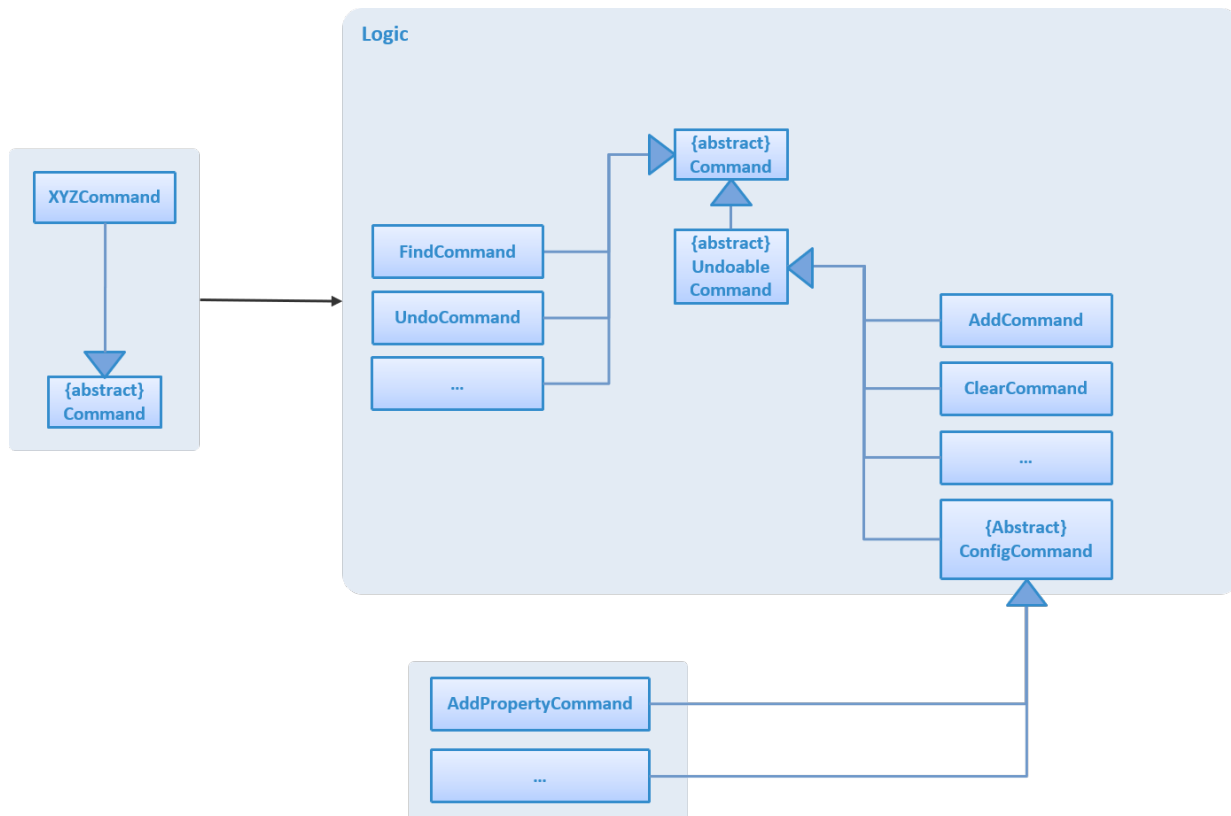 Logic
XYZCommand
{abstract}
Command
{abstract}
Command
FindCommand
UndoCommand
...
{abstract}
Undoable
Command
AddCommand
ClearCommand
...
{Abstract}
ConfigCommand
AddPropertyCommand
...